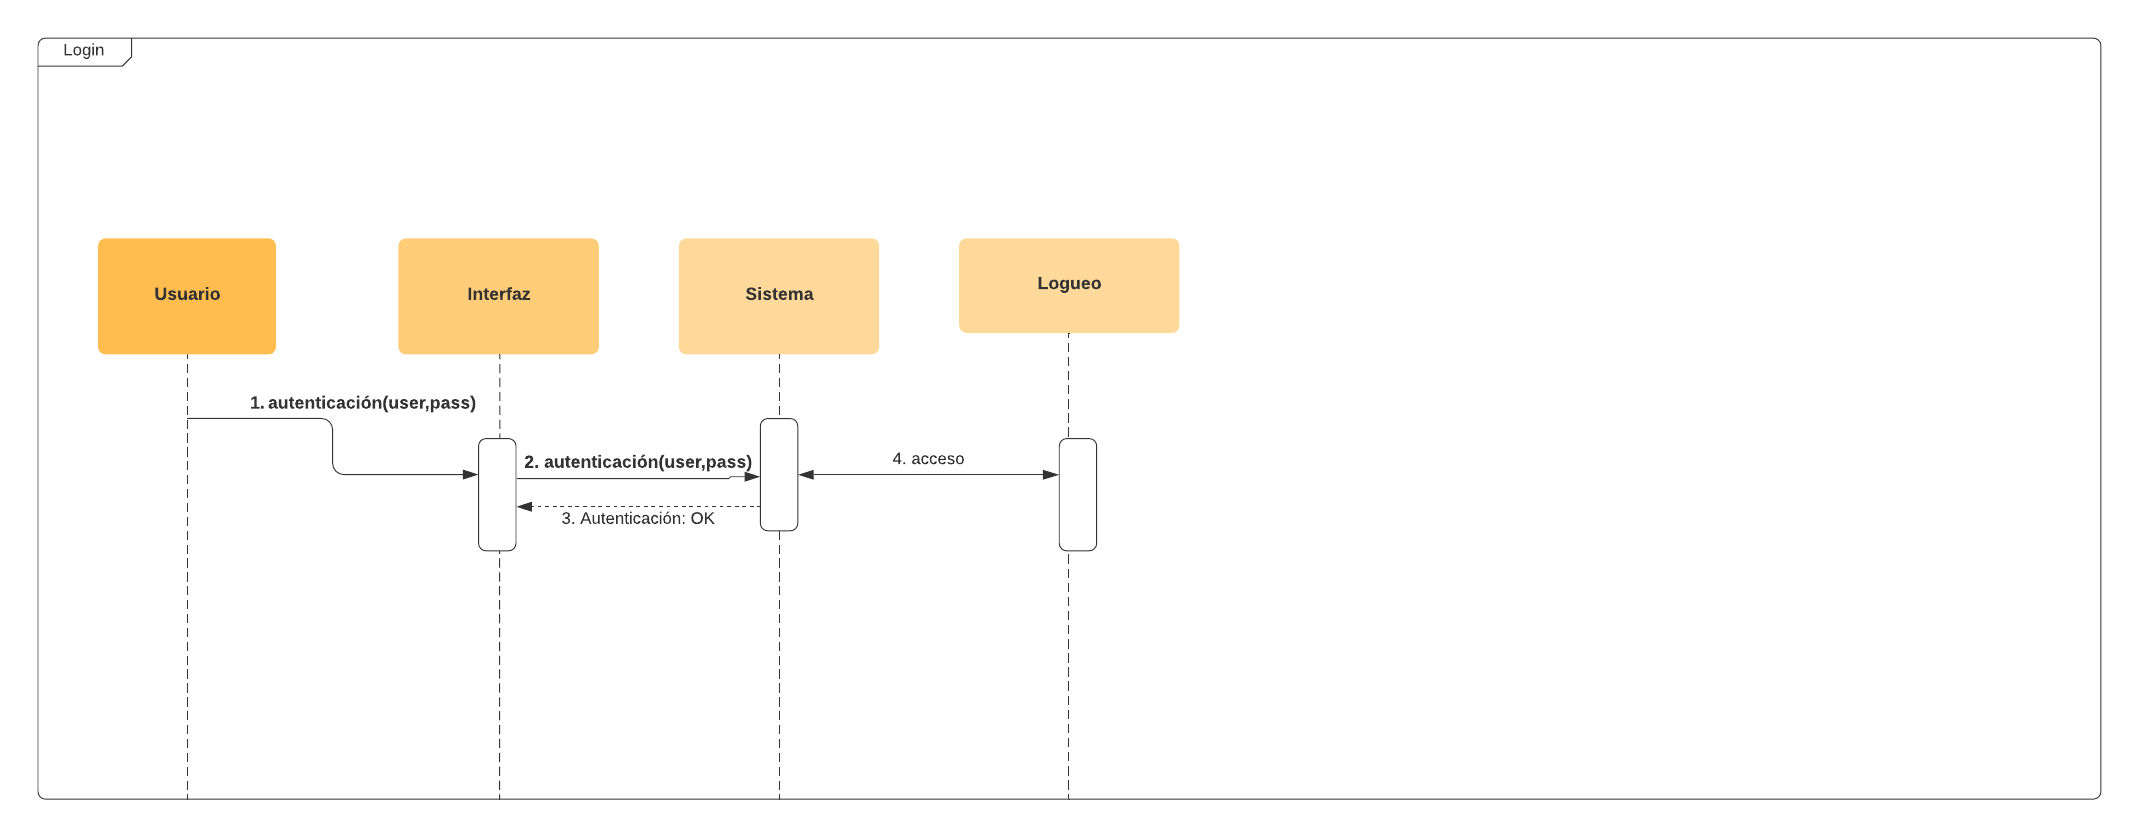 Login
Usuario
Interfaz
Sistema
Logueo
1. autenticación(user,pass)
2. autenticación(user,pass)
4. acceso
3. Autenticación: OK